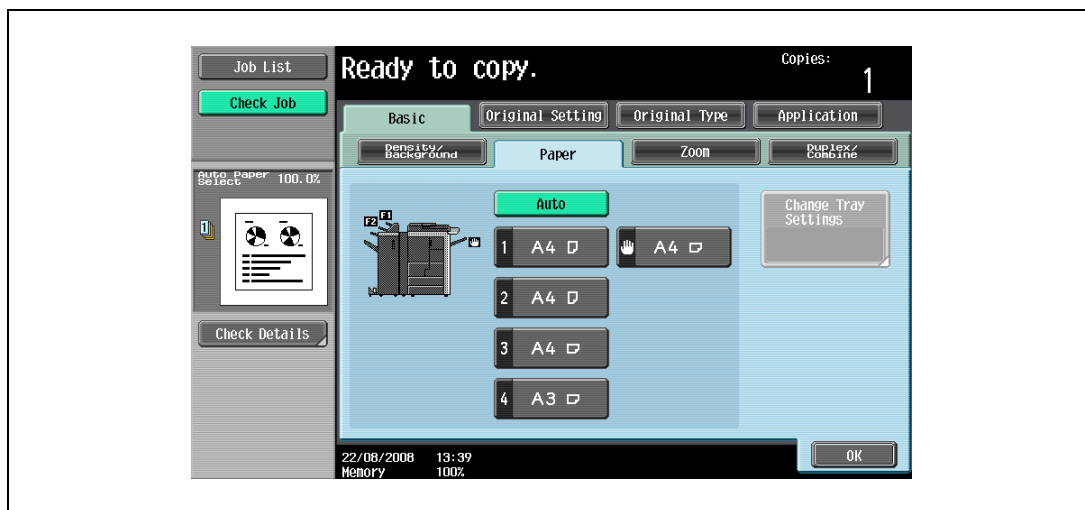 Job List
Check Job
Ready to copy.
Copies:
1
Basic
Original Setting
Original Type
Application
Density/
Background
Paper
Zoom
Duplex/
Combine
Auto Paper
Select 100.0%
1
Check Details
F2 F1
Auto
1 A4
A4
2 A4
3 A4
4 A3
Change Tray
Settings
22/08/2008 13:39
Memory 100%
OK